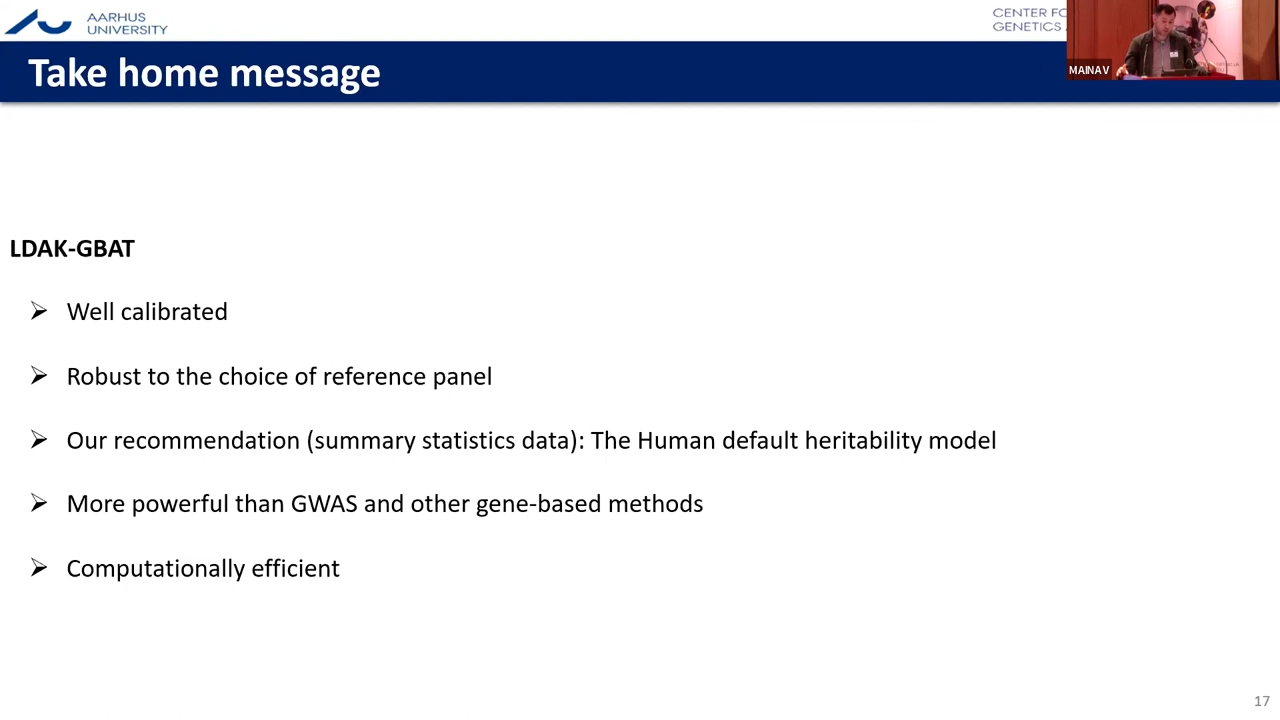 AARHUS
UNIVERSITY
CENTER FO
GENETICS
MAINAV
Take home message
LDAK-GBAT
➢ Well calibrated
➢ Robust to the choice of reference panel
➢ Our recommendation (summary statistics data): The Human default heritability model
➢ More powerful than GWAS and other gene-based methods
➢ Computationally efficient
17